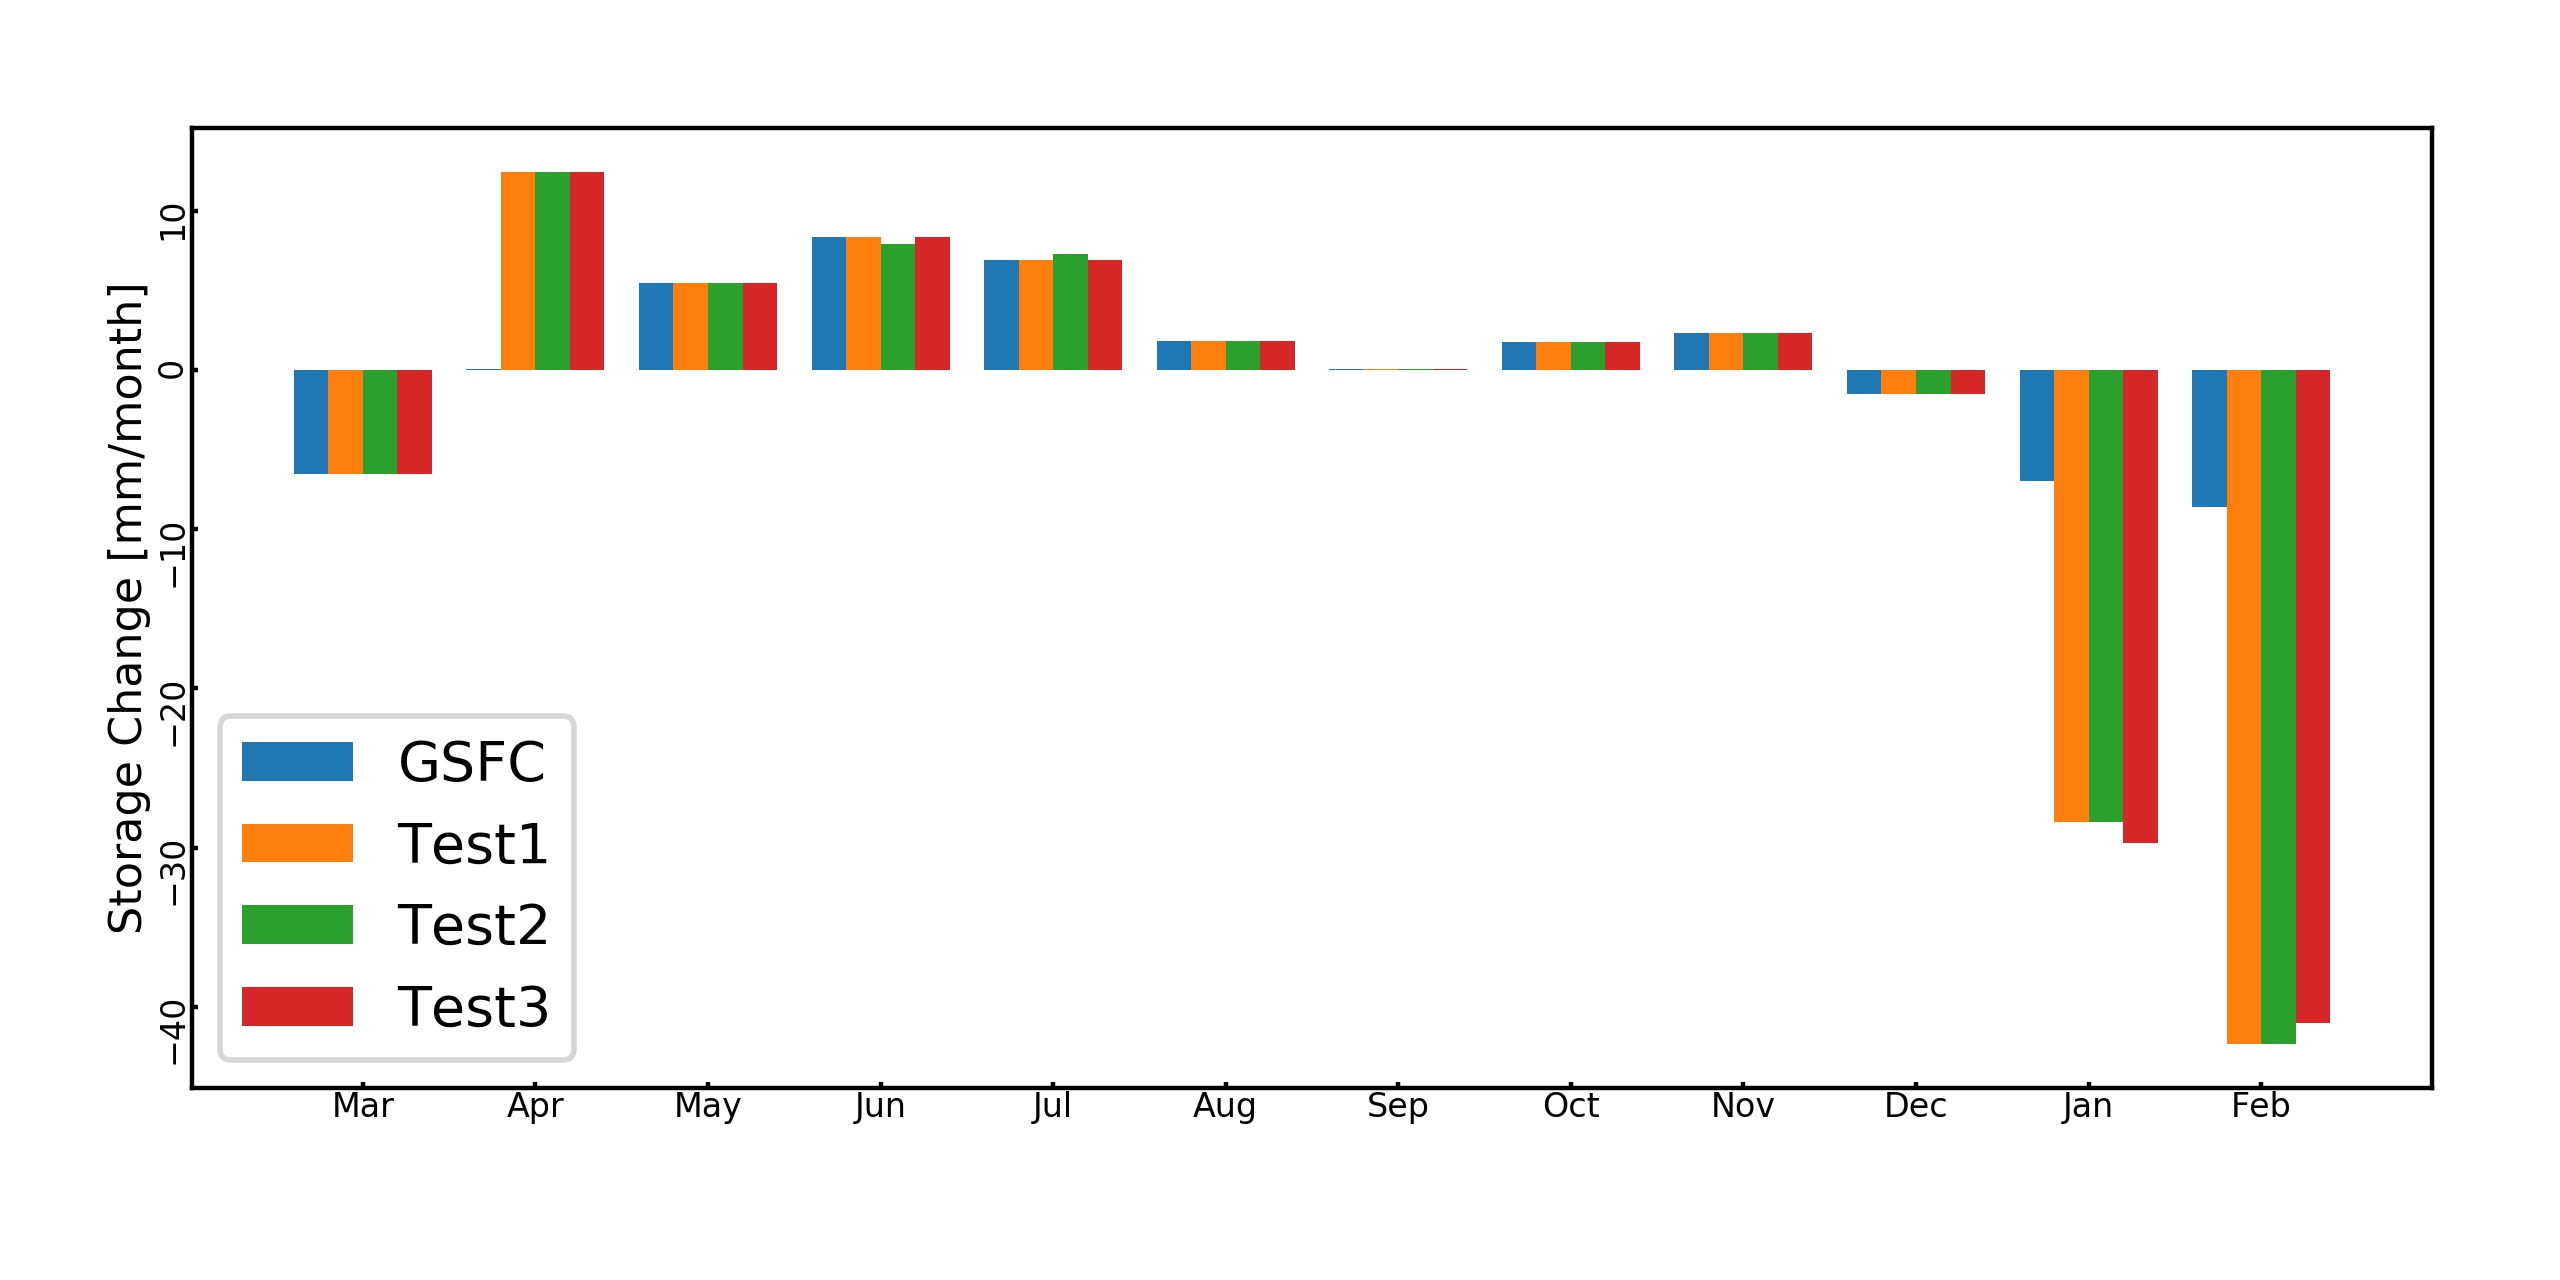 Storage Change [mm/month]
10
0
−10
−20
−30
−40
GSFC
Test1
Test2
Test3
Mar Apr May Jun Jul Aug Sep Oct Nov Dec Jan Feb